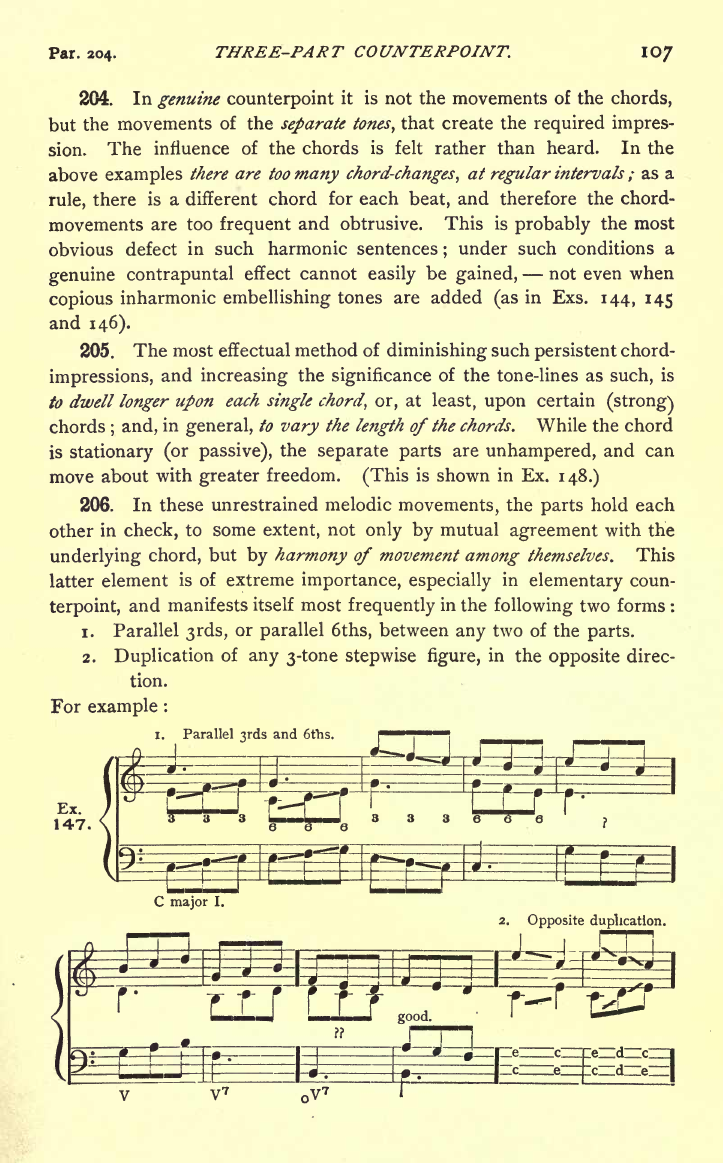 Par. 204. THREE-PART COUNTERPOINT. 107
204. In genuine counterpoint it is not the movements of the chords,
but the movements of the separate tones, that create the required impres-
sion. The influence of the chords is felt rather than heard. In the
above examples there are too many chord-changes, at regular intervals; as a
rule, there is a different chord for each beat, and therefore the chord-
movements are too frequent and obtrusive. This is probably the most
obvious defect in such harmonic sentences; under such conditions a
genuine contrapuntal effect cannot easily be gained, — not even when
copious inharmonic embellishing tones are added (as in Exs. 144, 145
and 146).
205. The most effectual method of diminishing such persistent chord-
impressions, and increasing the significance of the tone-lines as such, is
to dwell longer upon each single chord, or, at least, upon certain (strong)
chords; and, in general, to vary the length of the chords. While the chord
is stationary (or passive), the separate parts are unhampered, and can
move about with greater freedom. (This is shown in Ex. 148.)
206. In these unrestrained melodic movements, the parts hold each
other in check, to some extent, not only by mutual agreement with the
underlying chord, but by harmony of movement among themselves. This
latter element is of extreme importance, especially in elementary coun-
terpoint, and manifests itself most frequently in the following two forms:
1. Parallel 3rds, or parallel 6ths, between any two of the parts.
2. Duplication of any 3-tone stepwise figure, in the opposite direc-
tion.
For example:
1. Parallel 3rds and 6ths.
Ex.
147.
3 3 3 6 6 6 3 3 3 6 6 6 ?
C major I.
2. Opposite duplication.
good.
??
e c e d c
c e c d e
V V7 oV7